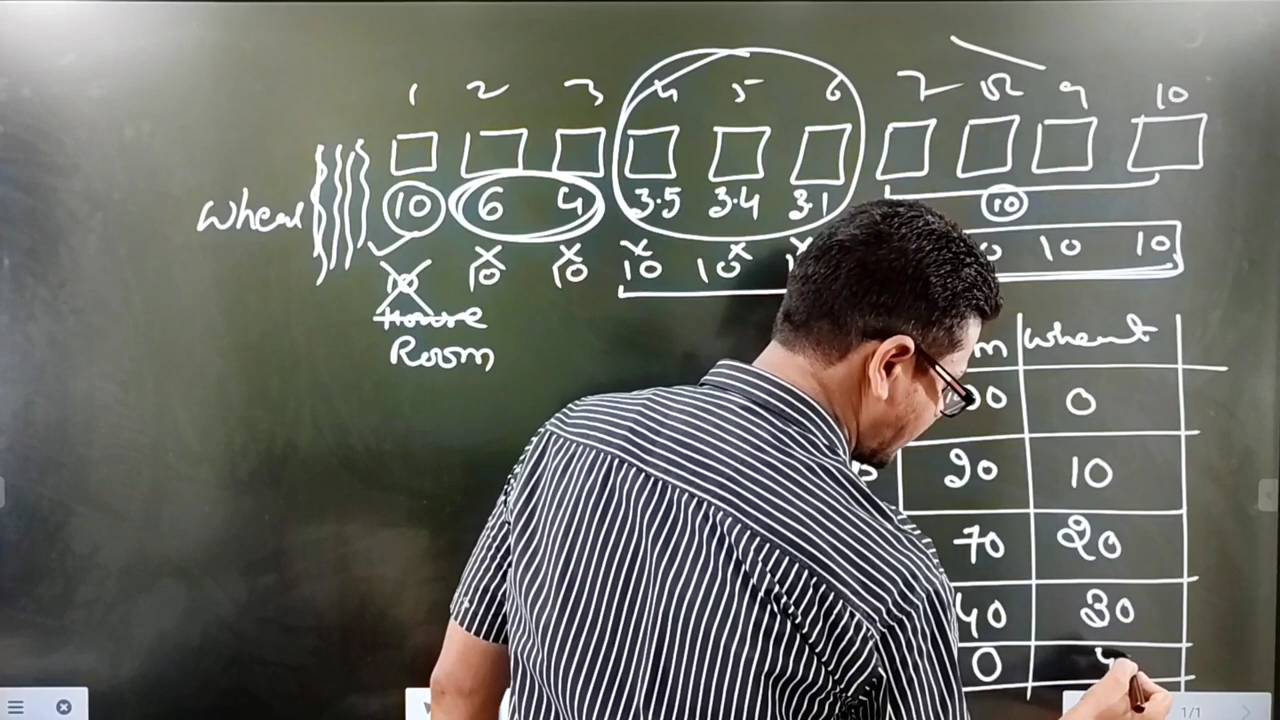 1 2 3 4 5 6 7 8 9 10
wheat 10 6 4 3.5 3.4 3.1 10
10 10 10 10 10 10 10
House
Room
wheat
0
90 10
70 20
40 30
0
1/1